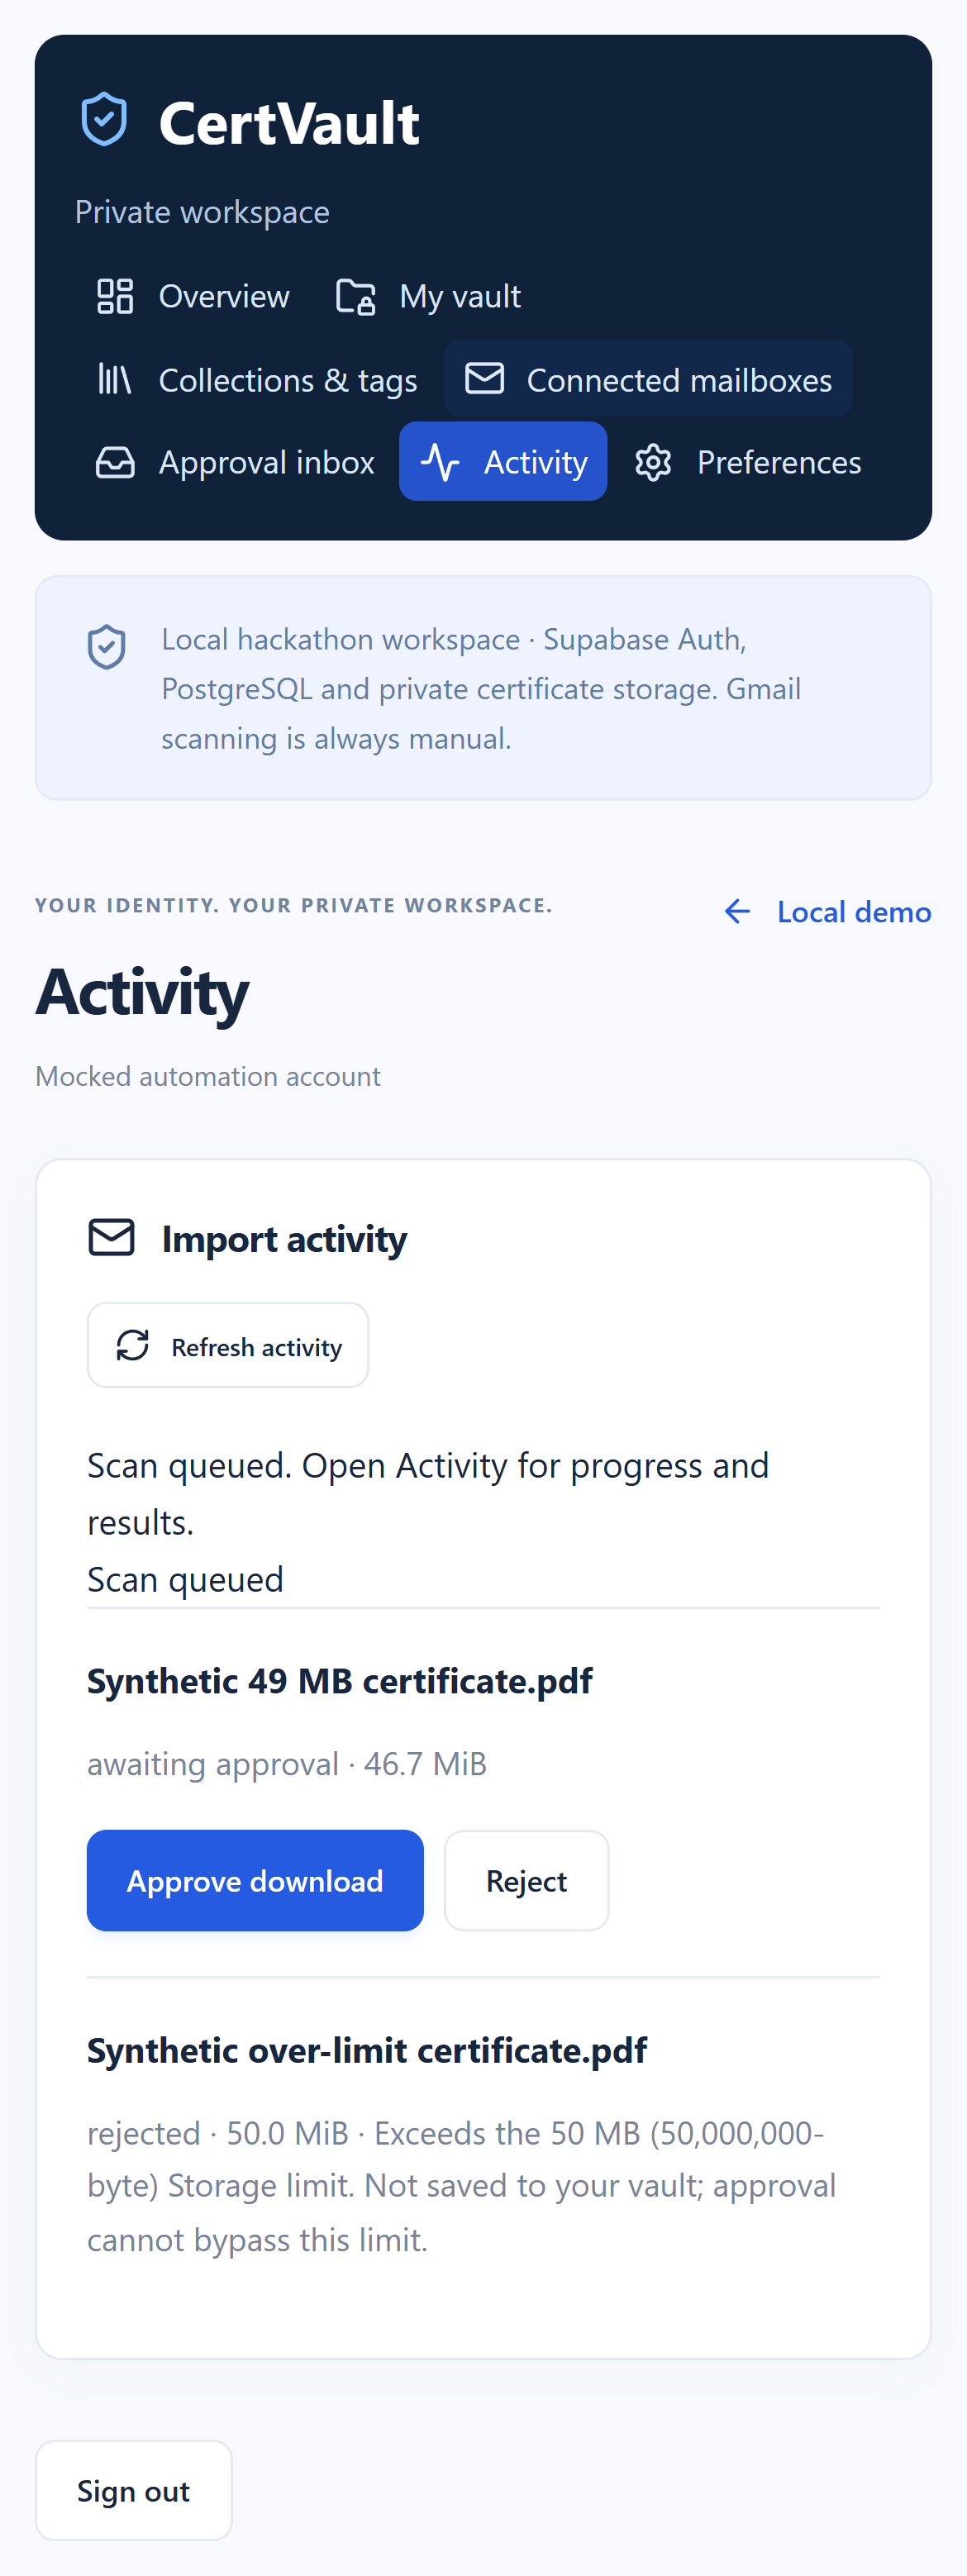 CertVault
Private workspace
Overview
My vault
Collections & tags
Connected mailboxes
Approval inbox
Activity
Preferences
Local hackathon workspace · Supabase Auth,
PostgreSQL and private certificate storage. Gmail
scanning is always manual.
YOUR IDENTITY. YOUR PRIVATE WORKSPACE.
Local demo
Activity
Mocked automation account
Import activity
Refresh activity
Scan queued. Open Activity for progress and
results.
Scan queued
Synthetic 49 MB certificate.pdf
awaiting approval · 46.7 MiB
Approve download
Reject
Synthetic over-limit certificate.pdf
rejected · 50.0 MiB · Exceeds the 50 MB (50,000,000-
byte) Storage limit. Not saved to your vault; approval
cannot bypass this limit.
Sign out